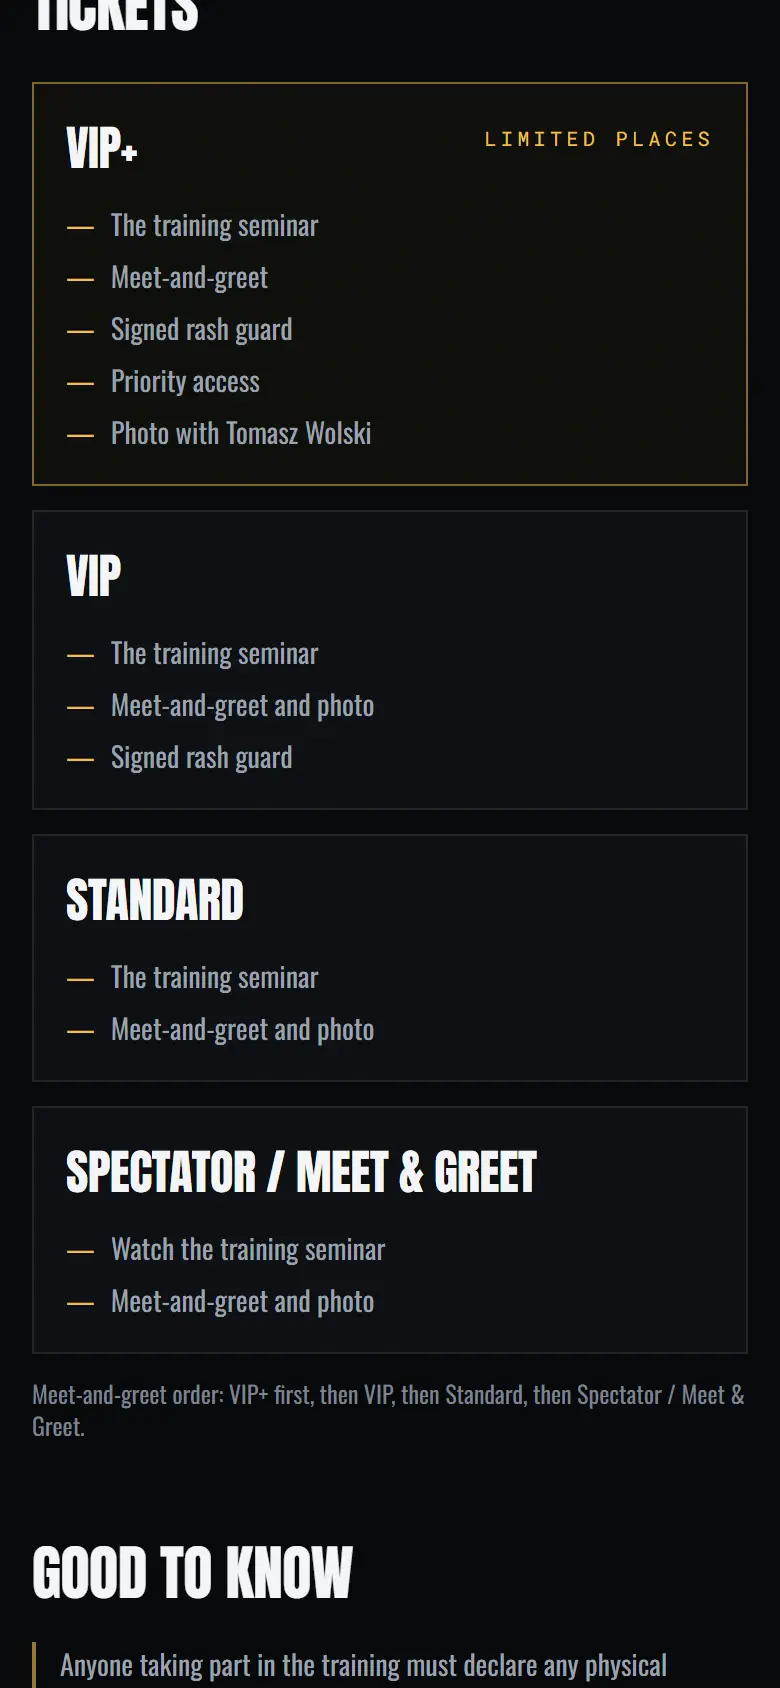 TICKETS
VIP+
LIMITED PLACES
— The training seminar
— Meet-and-greet
— Signed rash guard
— Priority access
— Photo with Tomasz Wolski
VIP
— The training seminar
— Meet-and-greet and photo
— Signed rash guard
STANDARD
— The training seminar
— Meet-and-greet and photo
SPECTATOR / MEET & GREET
— Watch the training seminar
— Meet-and-greet and photo
Meet-and-greet order: VIP+ first, then VIP, then Standard, then Spectator / Meet &
Greet.
GOOD TO KNOW
Anyone taking part in the training must declare any physical